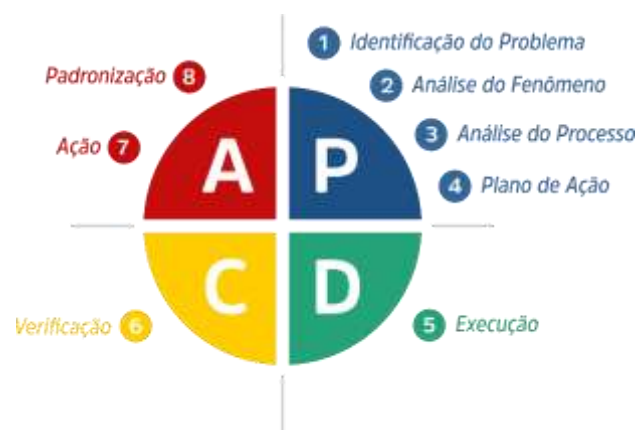 1 Identificação do Problema
2 Análise do Fenômeno
3 Análise do Processo
4 Plano de Ação
Padronização 8
Ação 7
A P
C D
Verificação 6
5 Execução